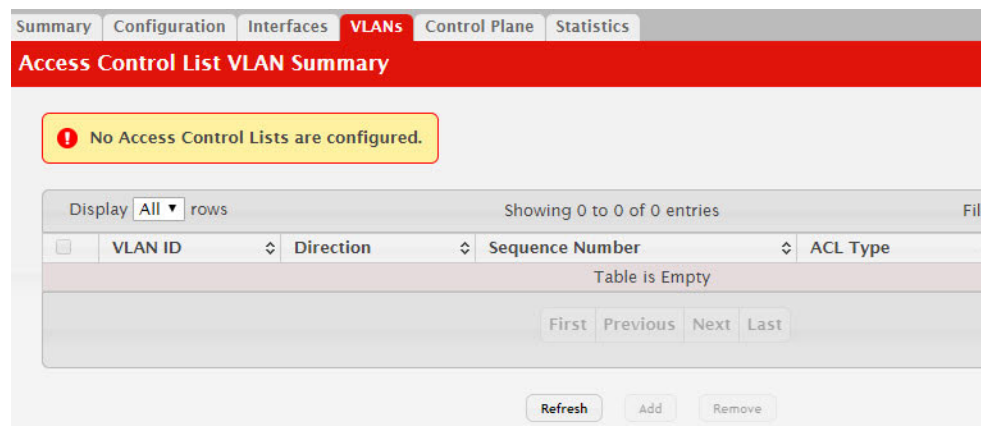 Summary Configuration Interfaces VLANs Control Plane Statistics
Access Control List VLAN Summary
No Access Control Lists are configured.
Display All rows Showing 0 to 0 of 0 entries Fil
VLAN ID Direction Sequence Number ACL Type
Table is Empty
First Previous Next Last
Refresh Add Remove